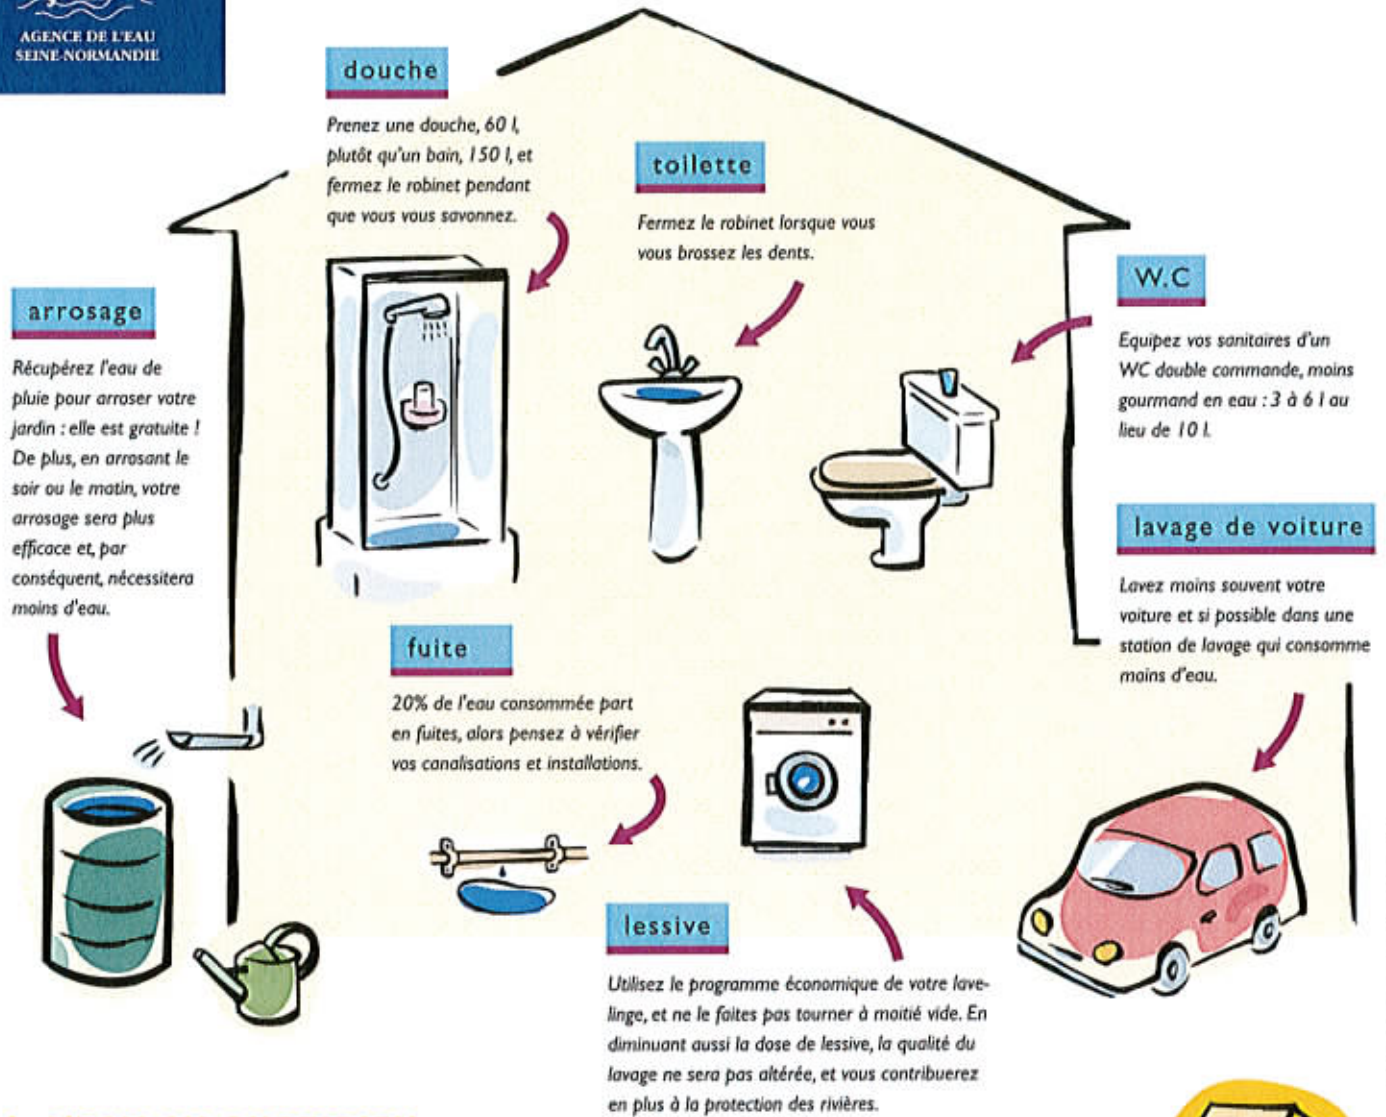 AGENCE DE L'EAU
SEINE-NORMANDIE
douche
Prenez une douche, 60 l,
plutôt qu'un bain, 150 l, et
fermez le robinet pendant
que vous vous savonnez.
toilette
Fermez le robinet lorsque vous
vous brossez les dents.
W.C
Equipez vos sanitaires d'un
WC double commande, moins
gourmand en eau : 3 à 6 l au
lieu de 10 l.
arrosage
Récupérez l'eau de
pluie pour arroser votre
jardin : elle est gratuite !
De plus, en arrosant le
soir ou le matin, votre
arrosage sera plus
efficace et, par
conséquent, nécessitera
moins d'eau.
lavage de voiture
Lavez moins souvent votre
voiture et si possible dans une
station de lavage qui consomme
moins d'eau.
fuite
20% de l'eau consommée part
en fuites, alors pensez à vérifier
vos canalisations et installations.
lessive
Utilisez le programme économique de votre lave-
linge, et ne le faites pas tourner à moitié vide. En
diminuant aussi la dose de lessive, la qualité du
lavage ne sera pas altérée, et vous contribuerez
en plus à la protection des rivières.